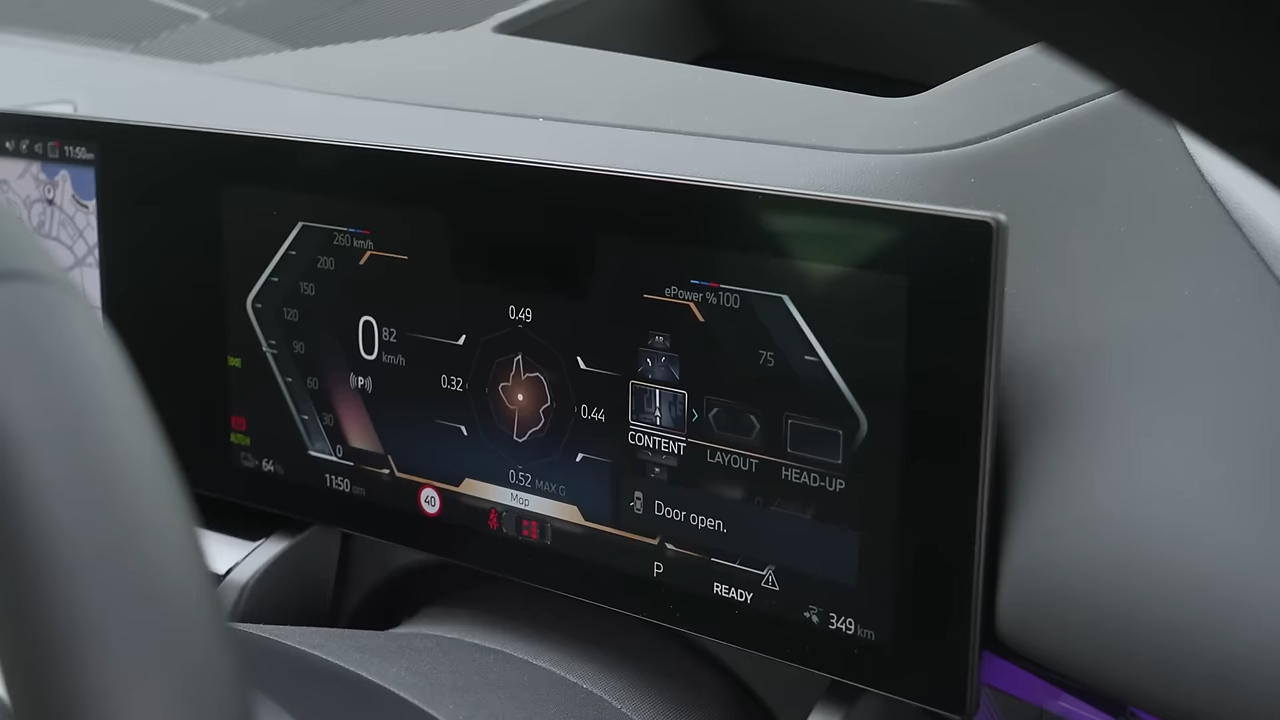 11:50
260 km/h
200
150
120
90
60
30
0
0
82
km/h
(((P)))
0.49
0.32
0.44
0.52 MAX G
ePower %100
75
CONTENT
LAYOUT
HEAD-UP
Door open.
64
11:50
40
P
READY
349 km